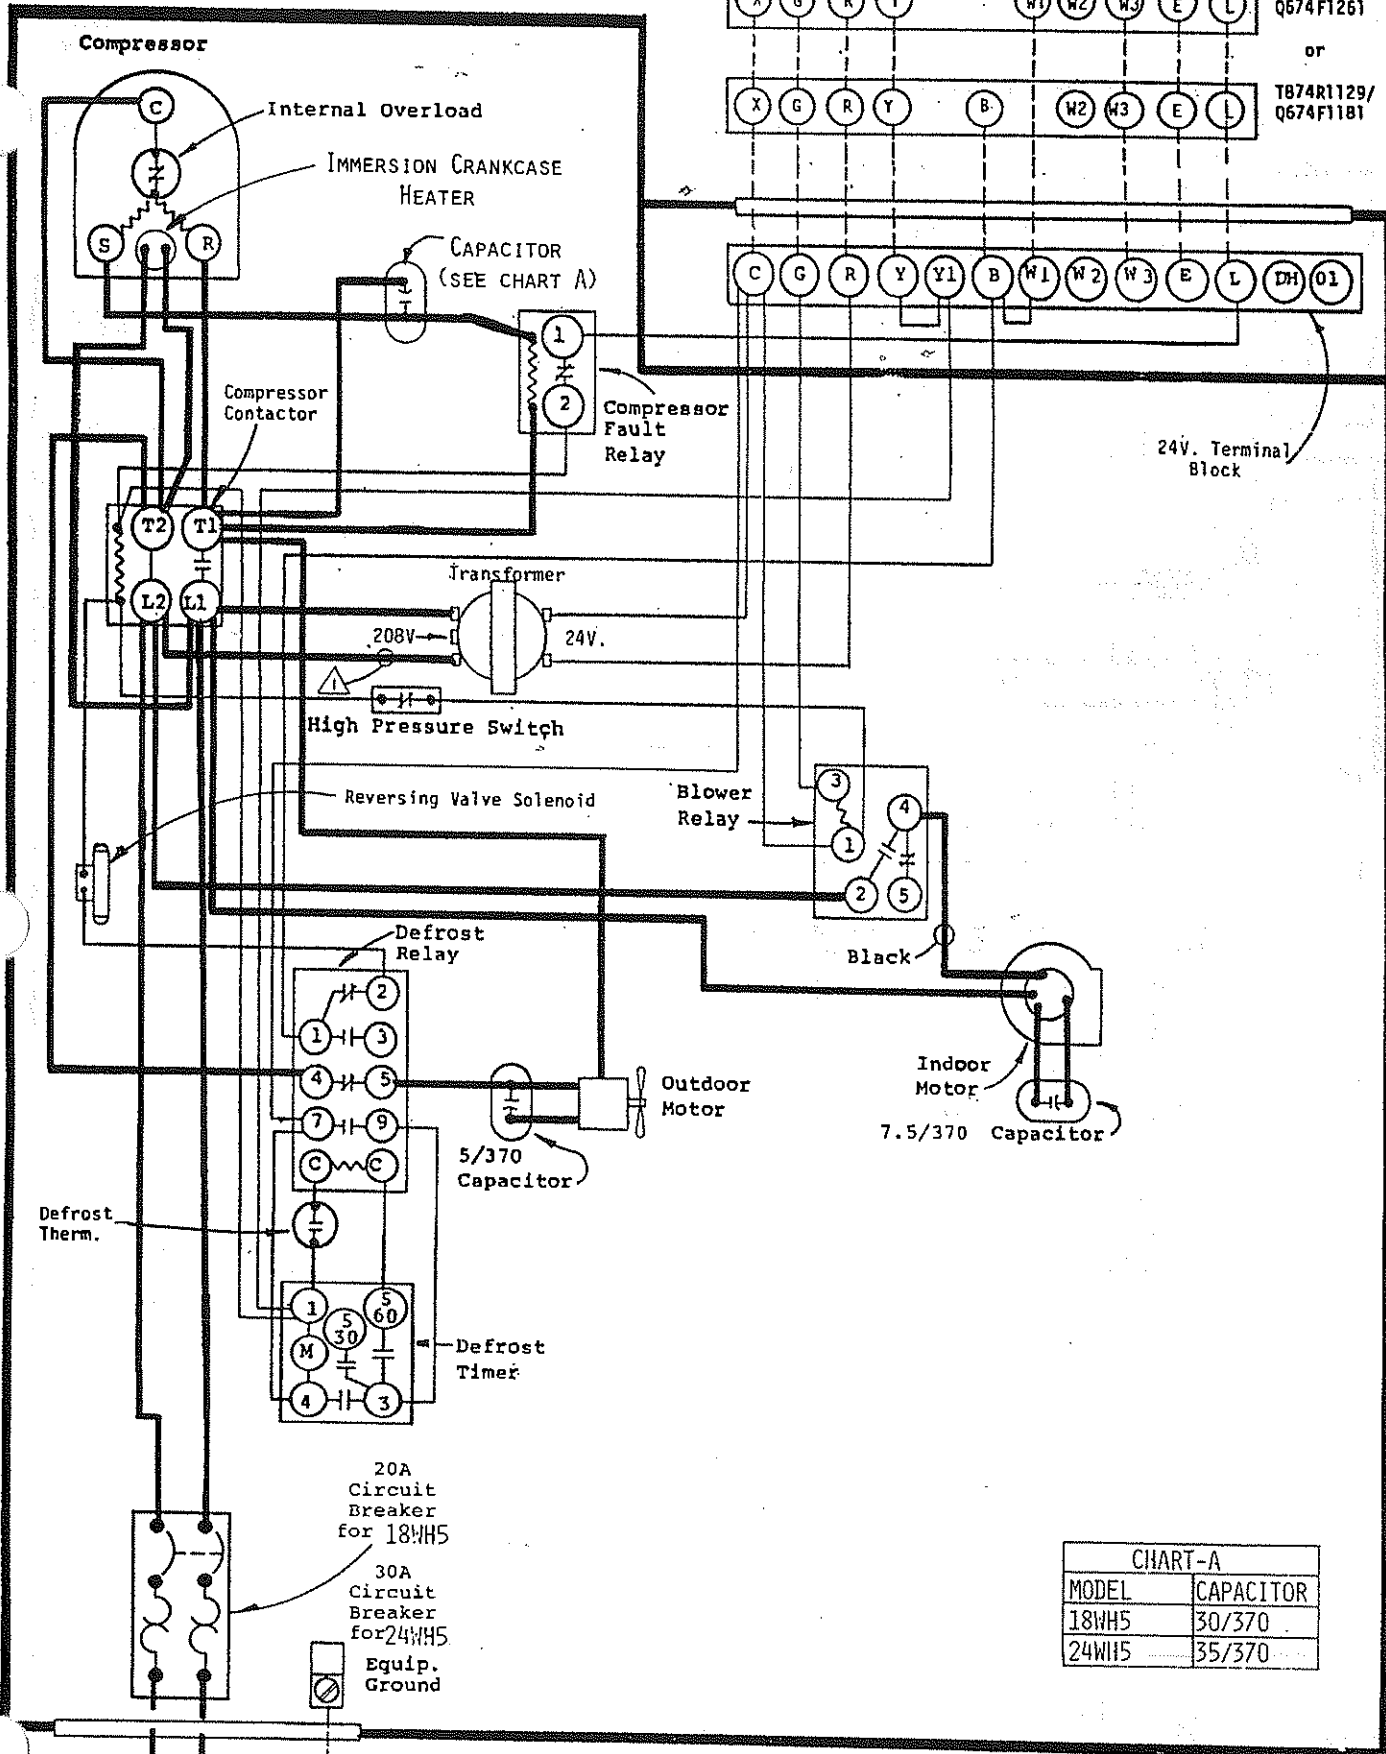 X G R Y W1 W2 W3 E L
Q674F1261
or
X G R Y B W2 W3 E L
T874R1129/
Q674F1181
Compressor
C
Internal Overload
IMMERSION CRANKCASE
HEATER
S R
CAPACITOR
(SEE CHART A)
C G R Y Y1 B W1 W2 W3 E L DH 01
1
2
Compressor
Fault
Relay
24V. Terminal
Block
Compressor
Contactor
T2 T1
L2 L1
Transformer
208V
24V.
1
High Pressure Switch
Reversing Valve Solenoid
Blower
Relay
3
4
1
2 5
Black
Defrost
Relay
2
1 3
4 5
7 9
C C
Outdoor
Motor
Indoor
Motor
5/370
Capacitor
7.5/370 Capacitor
Defrost
Therm.
1
S
30
S
60
M
4 3
Defrost
Timer
20A
Circuit
Breaker
for 18WH5
30A
Circuit
Breaker
for24WH5
Equip.
Ground
CHART-A
MODEL CAPACITOR
18WH5 30/370
24WH5 35/370